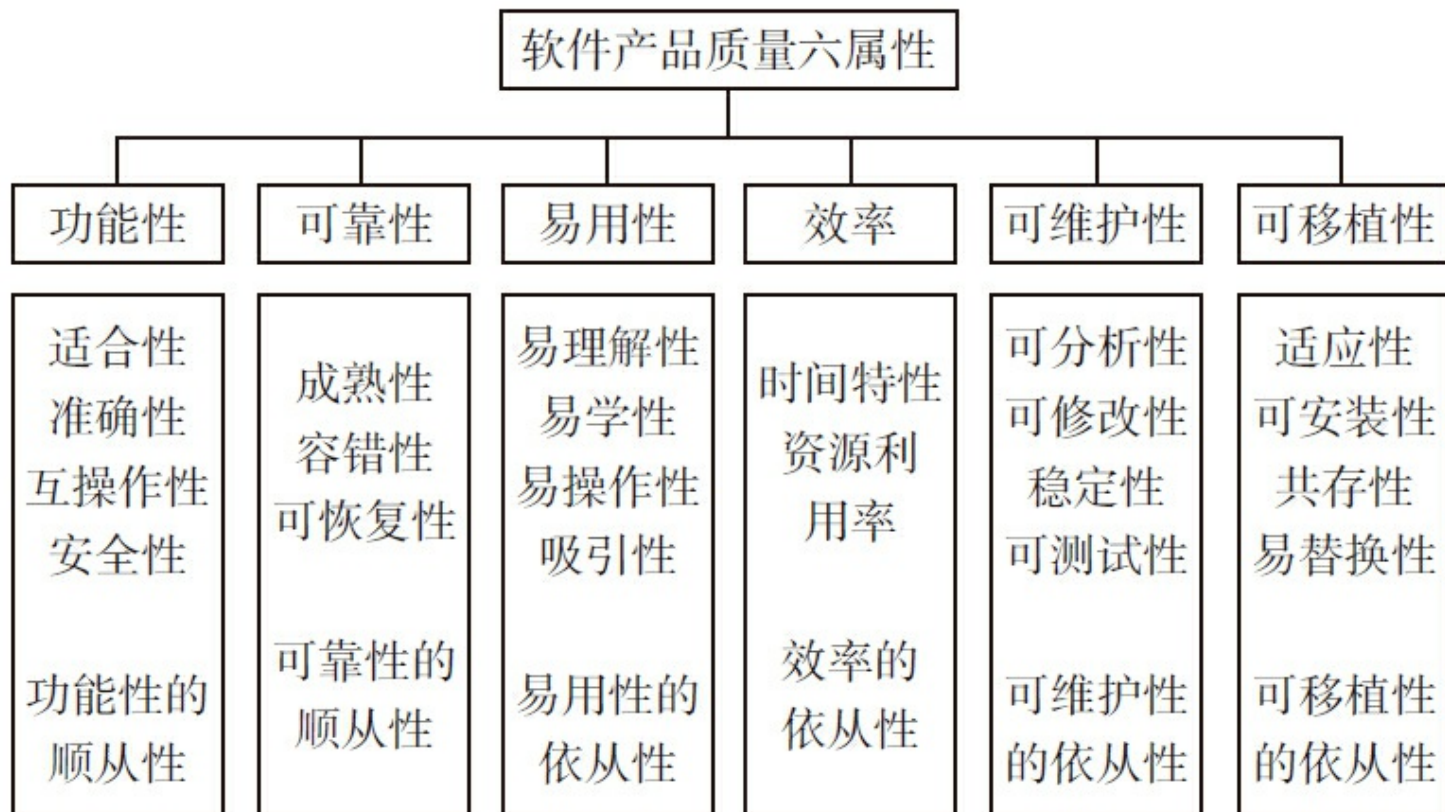 软件产品质量六属性
功能性
可靠性
易用性
效率
可维护性
可移植性
适合性
准确性
互操作性
安全性
功能性的
顺从性
成熟性
容错性
可恢复性
可靠性的
顺从性
易理解性
易学性
易操作性
吸引性
易用性的
依从性
时间特性
资源利
用率
效率的
依从性
可分析性
可修改性
稳定性
可测试性
可维护性
的依从性
适应性
可安装性
共存性
易替换性
可移植性
的依从性